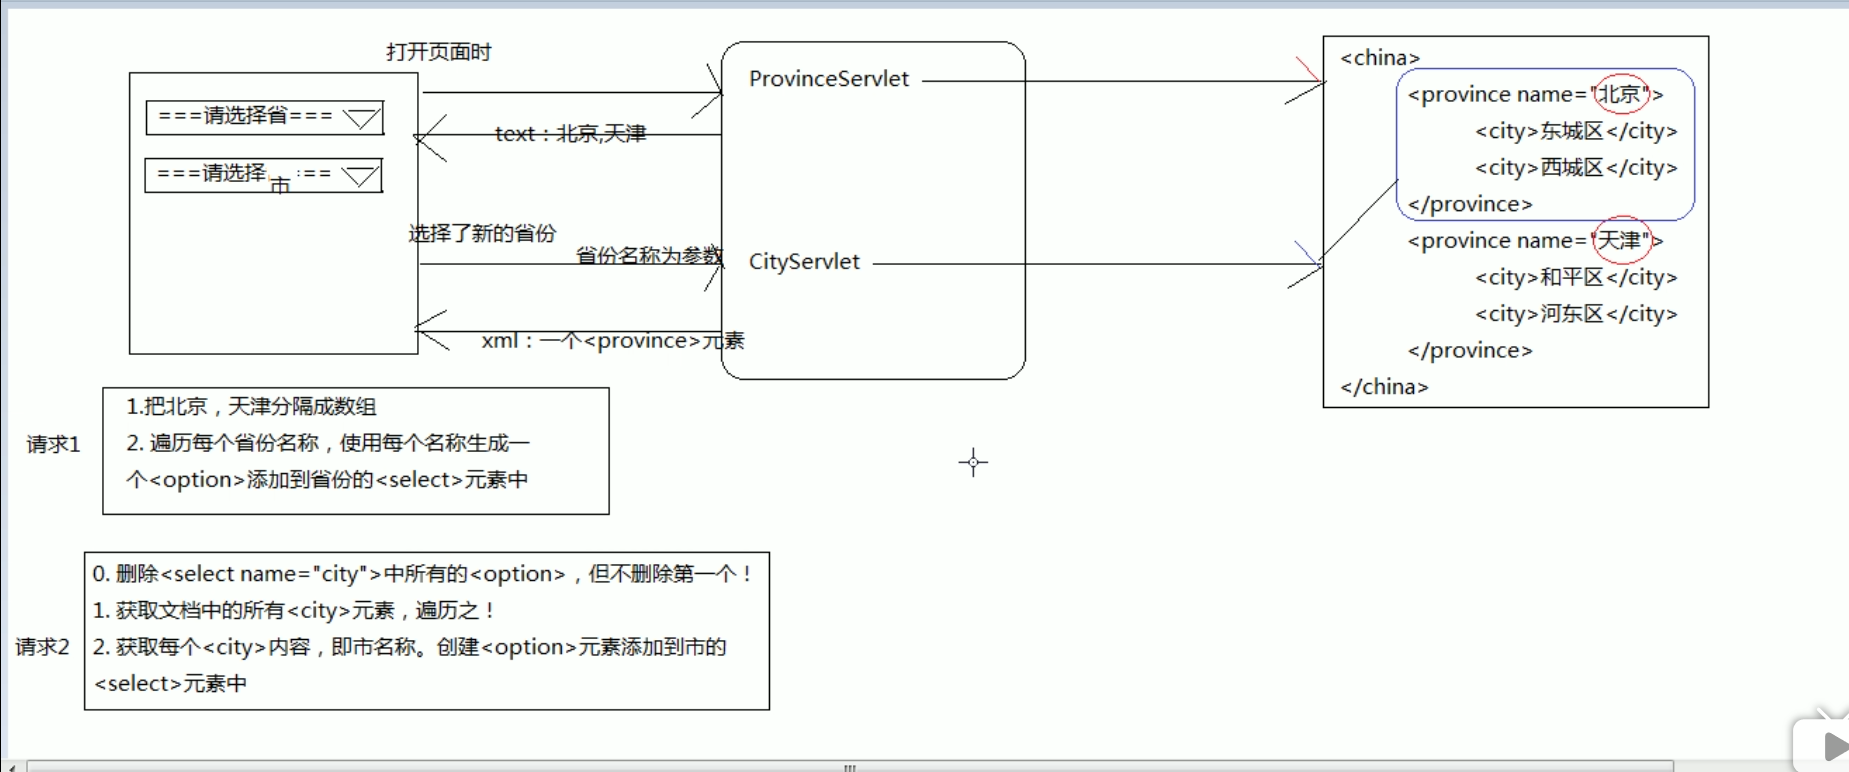 打开页面时
===请选择省===
text：北京,天津
===请选择 市 ===
选择了新的省份
省份名称为参数
xml：一个<province>元素
ProvinceServlet
CityServlet
<china>
<province name="北京">
<city>东城区</city>
<city>西城区</city>
</province>
<province name="天津">
<city>和平区</city>
<city>河东区</city>
</province>
</china>
请求1
1.把北京，天津分隔成数组
2. 遍历每个省份名称，使用每个名称生成一
个<option>添加到省份的<select>元素中
请求2
0. 删除<select name="city">中所有的<option>，但不删除第一个！
1. 获取文档中的所有<city>元素，遍历之！
2. 获取每个<city>内容，即市名称。创建<option>元素添加到市的
<select>元素中